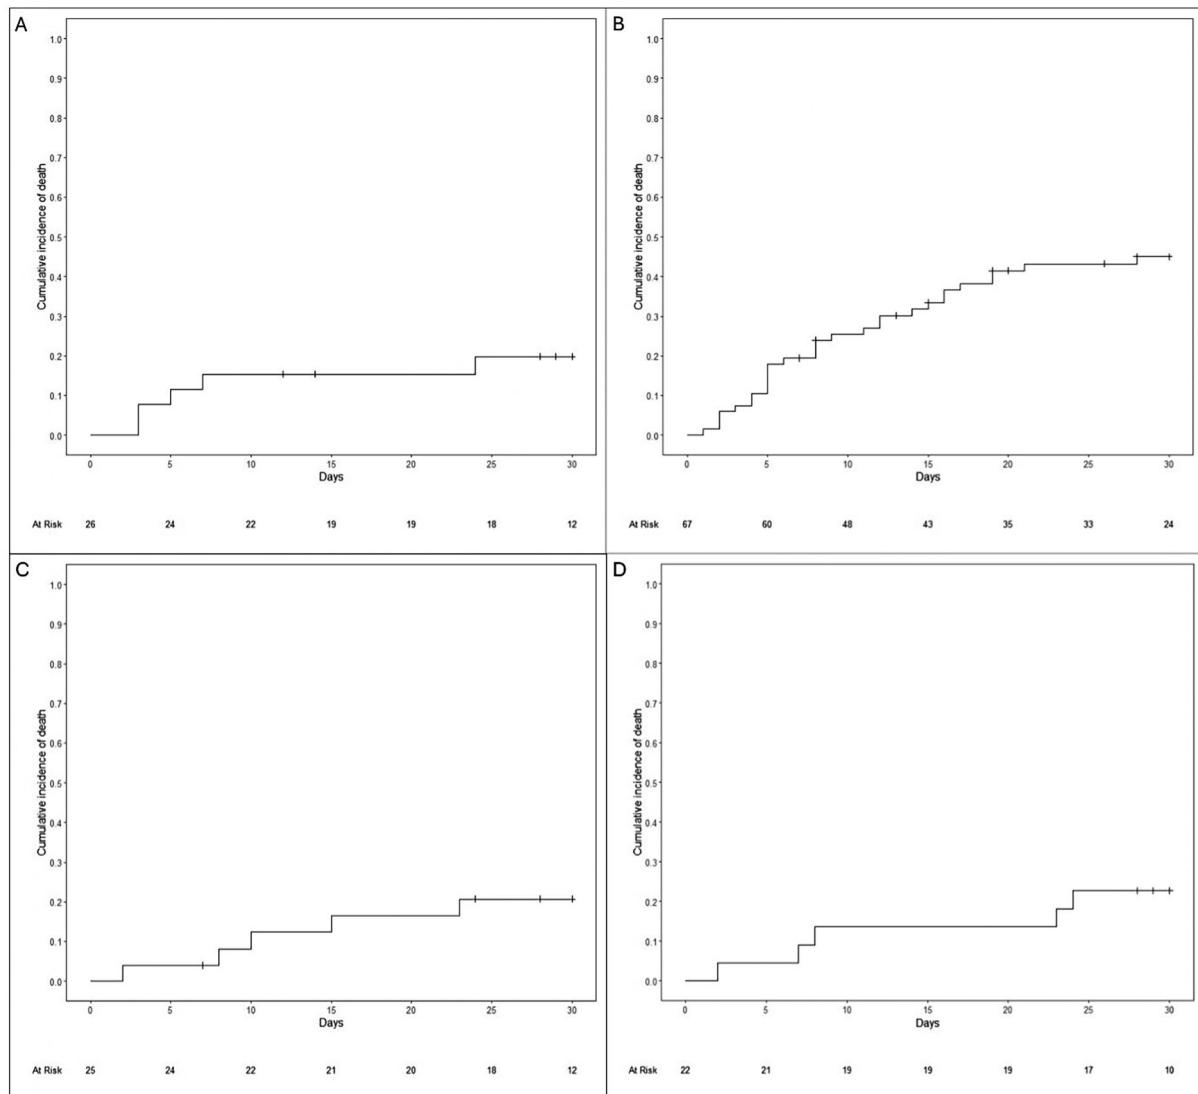 A
Cumulative incidence of death
1.0
0.9
0.8
0.7
0.6
0.5
0.4
0.3
0.2
0.1
0.0
0 5 10 15 20 25 30
Days
At Risk 26 24 22 19 19 18 12
B
Cumulative incidence of death
1.0
0.9
0.8
0.7
0.6
0.5
0.4
0.3
0.2
0.1
0.0
0 5 10 15 20 25 30
Days
At Risk 67 60 48 43 35 33 24
C
Cumulative incidence of death
1.0
0.9
0.8
0.7
0.6
0.5
0.4
0.3
0.2
0.1
0.0
0 5 10 15 20 25 30
Days
At Risk 25 24 22 21 20 18 12
D
Cumulative incidence of death
1.0
0.9
0.8
0.7
0.6
0.5
0.4
0.3
0.2
0.1
0.0
0 5 10 15 20 25 30
Days
At Risk 22 21 19 19 19 17 10